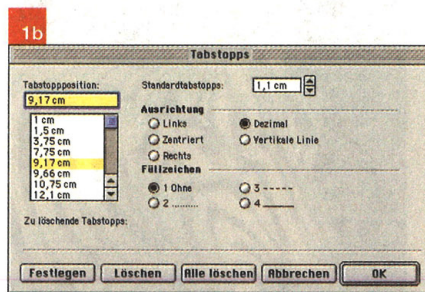 1b
Tabstopps
Tabstoppposition:
9,17 cm
1 cm
1,5 cm
3,75 cm
7,75 cm
9,17 cm
9,66 cm
10,75 cm
12,1 cm
Zu löschende Tabstopps:
Standardtabstopps: 1,1 cm
Ausrichtung
Links Dezimal
Zentriert Vertikale Linie
Rechts
Füllzeichen
1 Ohne 3 -----
2 ......... 4 _____
Festlegen Löschen Alle löschen Abbrechen OK